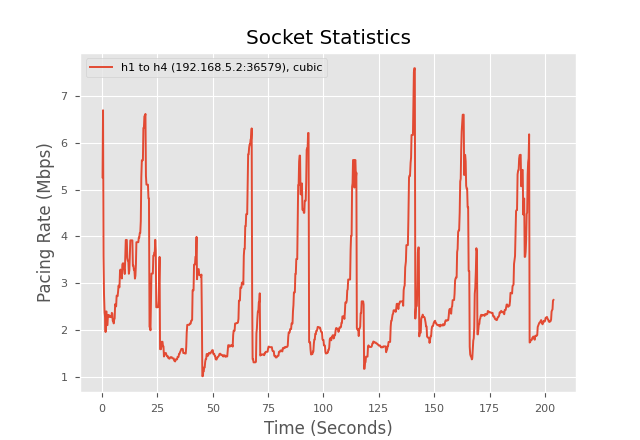 Socket Statistics
h1 to h4 (192.168.5.2:36579), cubic
Pacing Rate (Mbps)
7
6
5
4
3
2
1
0 25 50 75 100 125 150 175 200
Time (Seconds)